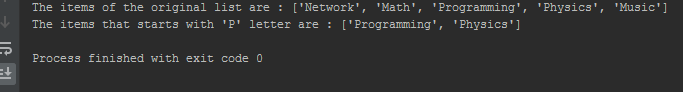 The items of the original list are : ['Network', 'Math', 'Programming', 'Physics', 'Music']
The items that starts with 'P' letter are : ['Programming', 'Physics']
Process finished with exit code 0